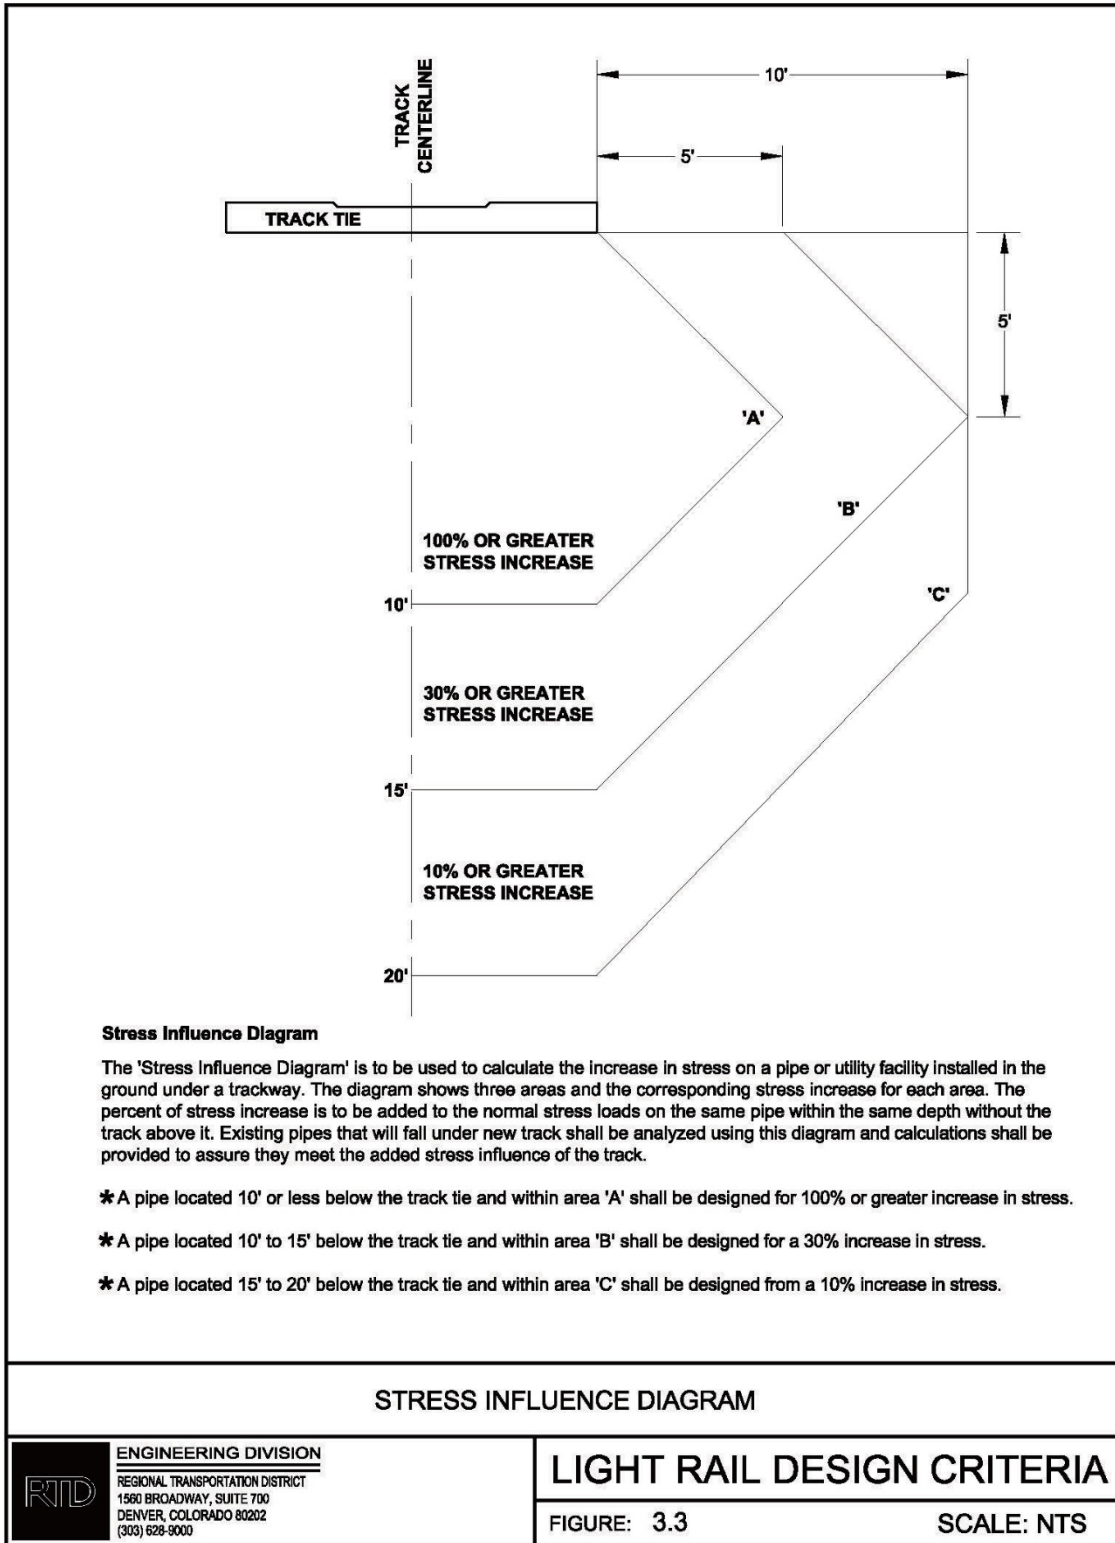 TRACK
CENTERLINE
10'
5'
TRACK TIE
5'
'A'
'B'
100% OR GREATER
STRESS INCREASE
'C'
10'
30% OR GREATER
STRESS INCREASE
15'
10% OR GREATER
STRESS INCREASE
20'
Stress Influence Diagram
The 'Stress Influence Diagram' is to be used to calculate the increase in stress on a pipe or utility facility installed in the
ground under a trackway. The diagram shows three areas and the corresponding stress increase for each area. The
percent of stress increase is to be added to the normal stress loads on the same pipe within the same depth without the
track above it. Existing pipes that will fall under new track shall be analyzed using this diagram and calculations shall be
provided to assure they meet the added stress influence of the track.
* A pipe located 10' or less below the track tie and within area 'A' shall be designed for 100% or greater increase in stress.
* A pipe located 10' to 15' below the track tie and within area 'B' shall be designed for a 30% increase in stress.
* A pipe located 15' to 20' below the track tie and within area 'C' shall be designed from a 10% increase in stress.
STRESS INFLUENCE DIAGRAM
RTD
ENGINEERING DIVISION
REGIONAL TRANSPORTATION DISTRICT
1560 BROADWAY, SUITE 700
DENVER, COLORADO 80202
(303) 628-9000
LIGHT RAIL DESIGN CRITERIA
FIGURE: 3.3
SCALE: NTS